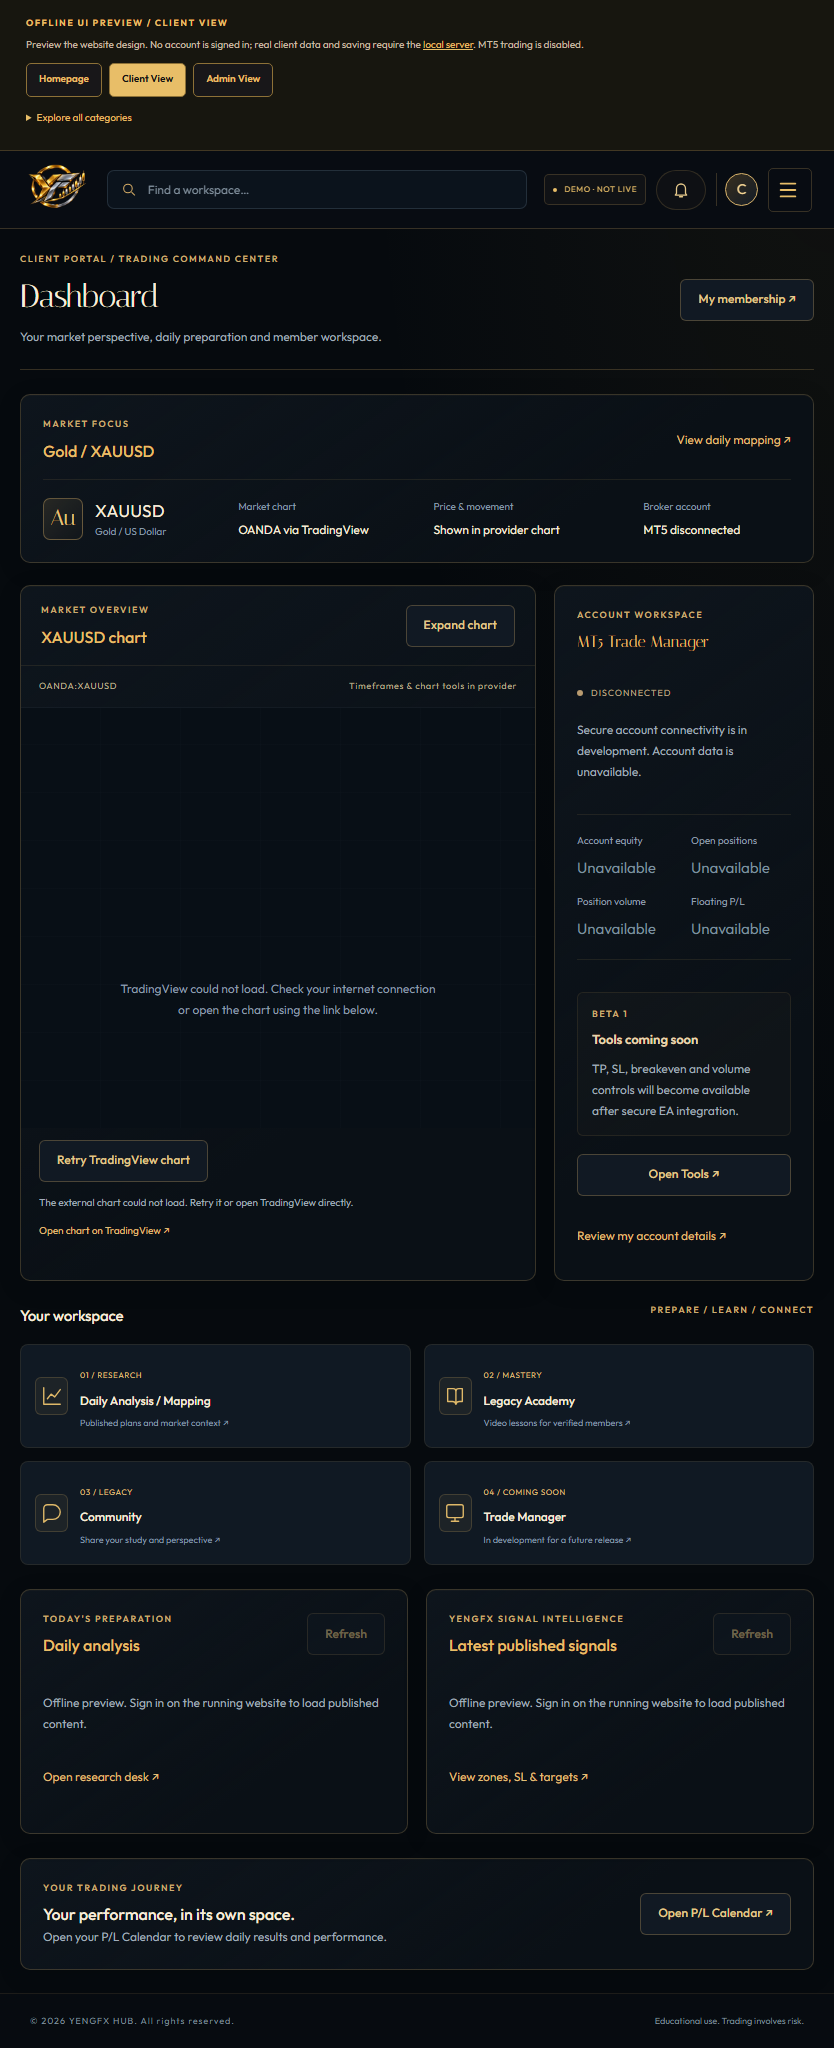 OFFLINE UI PREVIEW / CLIENT VIEW
Preview the website design. No account is signed in; real client data and saving require the local server. MT5 trading is disabled.
Homepage
Client View
Admin View
Explore all categories
Find a workspace...
DEMO · NOT LIVE
C
CLIENT PORTAL / TRADING COMMAND CENTER
Dashboard
Your market perspective, daily preparation and member workspace.
My membership ↗
MARKET FOCUS
Gold / XAUUSD
View daily mapping ↗
Au
XAUUSD
Gold / US Dollar
Market chart
OANDA via TradingView
Price & movement
Shown in provider chart
Broker account
MT5 disconnected
MARKET OVERVIEW
XAUUSD chart
Expand chart
OANDA:XAUUSD
Timeframes & chart tools in provider
TradingView could not load. Check your internet connection
or open the chart using the link below.
Retry TradingView chart
The external chart could not load. Retry it or open TradingView directly.
Open chart on TradingView ↗
ACCOUNT WORKSPACE
MT5 Trade Manager
DISCONNECTED
Secure account connectivity is in
development. Account data is
unavailable.
Account equity
Unavailable
Open positions
Unavailable
Position volume
Unavailable
Floating P/L
Unavailable
BETA 1
Tools coming soon
TP, SL, breakeven and volume
controls will become available
after secure EA integration.
Open Tools ↗
Review my account details ↗
Your workspace
PREPARE / LEARN / CONNECT
01 / RESEARCH
Daily Analysis / Mapping
Published plans and market context ↗
02 / MASTERY
Legacy Academy
Video lessons for verified members ↗
03 / LEGACY
Community
Share your study and perspective ↗
04 / COMING SOON
Trade Manager
In development for a future release ↗
TODAY'S PREPARATION
Daily analysis
Refresh
Offline preview. Sign in on the running website to load published
content.
Open research desk ↗
YENGFX SIGNAL INTELLIGENCE
Latest published signals
Refresh
Offline preview. Sign in on the running website to load published
content.
View zones, SL & targets ↗
YOUR TRADING JOURNEY
Your performance, in its own space.
Open your P/L Calendar to review daily results and performance.
Open P/L Calendar ↗
© 2026 YENGFX HUB. All rights reserved.
Educational use. Trading involves risk.